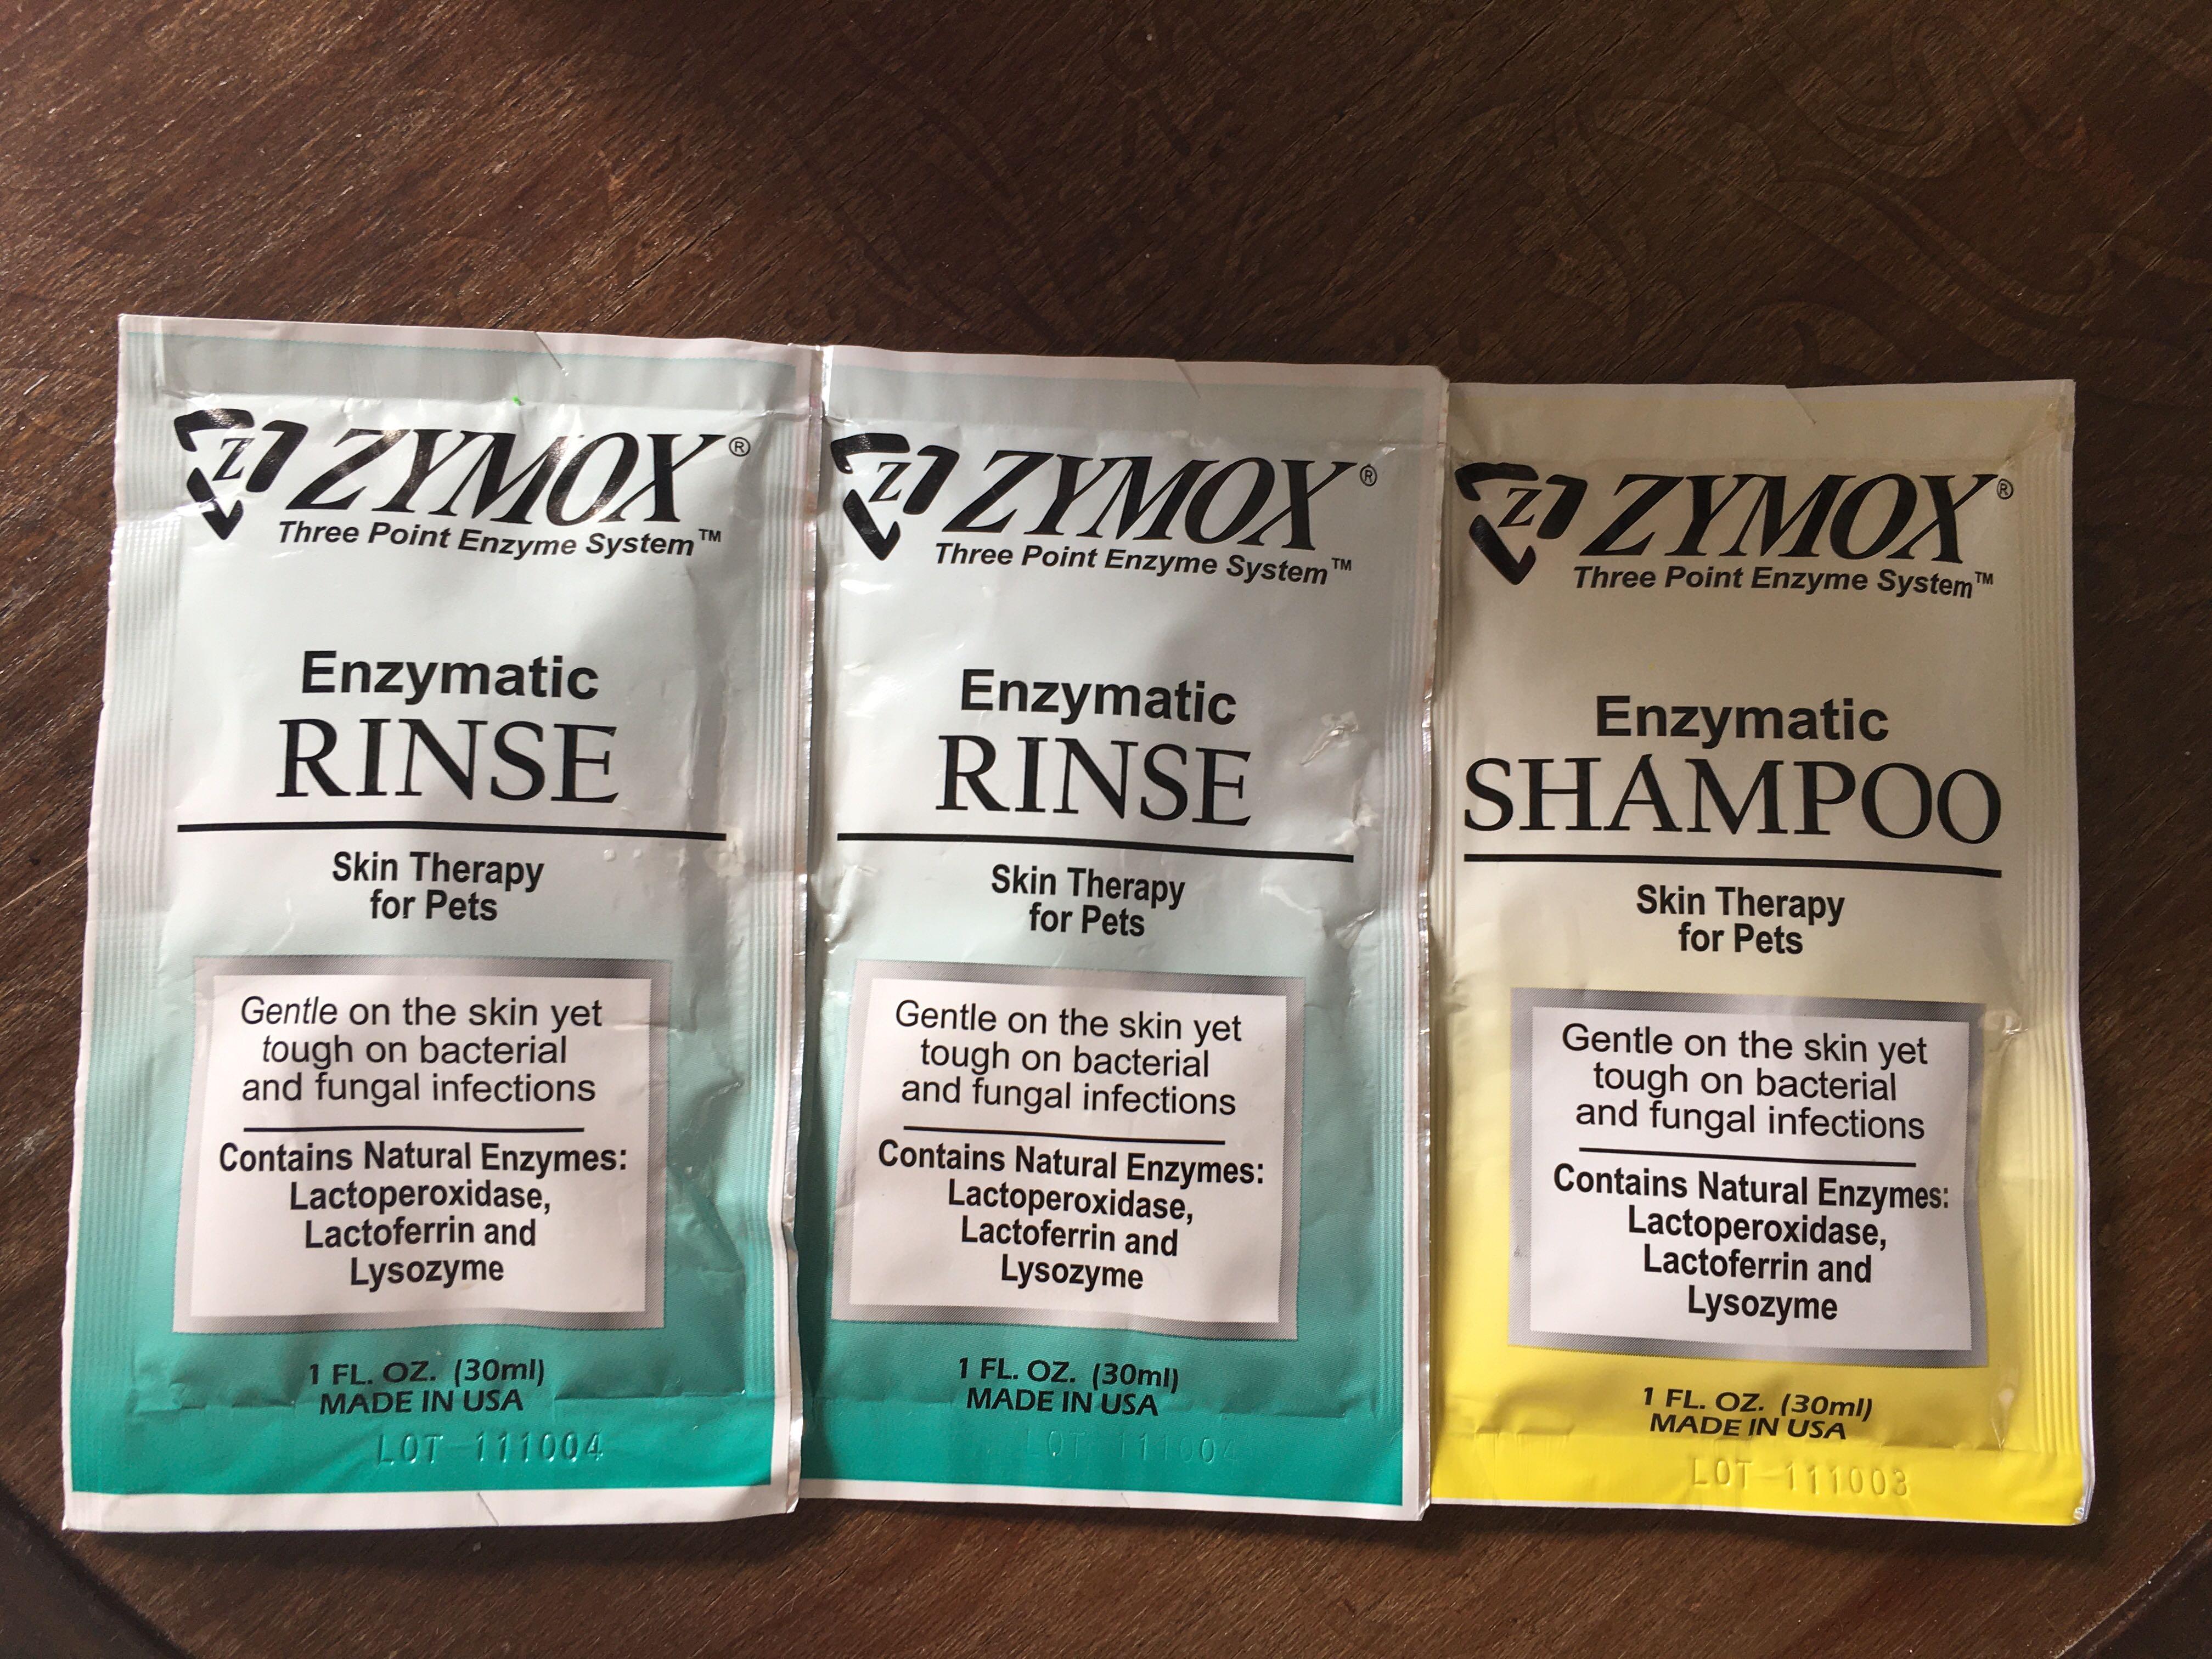 Z ZYMOX®
Three Point Enzyme System™
Enzymatic
RINSE
Skin Therapy
for Pets
Gentle on the skin yet
tough on bacterial
and fungal infections
Contains Natural Enzymes:
Lactoperoxidase,
Lactoferrin and
Lysozyme
1 FL. OZ. (30ml)
MADE IN USA
LOT 111004
Z ZYMOX®
Three Point Enzyme System™
Enzymatic
RINSE
Skin Therapy
for Pets
Gentle on the skin yet
tough on bacterial
and fungal infections
Contains Natural Enzymes:
Lactoperoxidase,
Lactoferrin and
Lysozyme
1 FL. OZ. (30ml)
MADE IN USA
LOT 111004
Z ZYMOX®
Three Point Enzyme System™
Enzymatic
SHAMPOO
Skin Therapy
for Pets
Gentle on the skin yet
tough on bacterial
and fungal infections
Contains Natural Enzymes:
Lactoperoxidase,
Lactoferrin and
Lysozyme
1 FL. OZ. (30ml)
MADE IN USA
LOT 111003